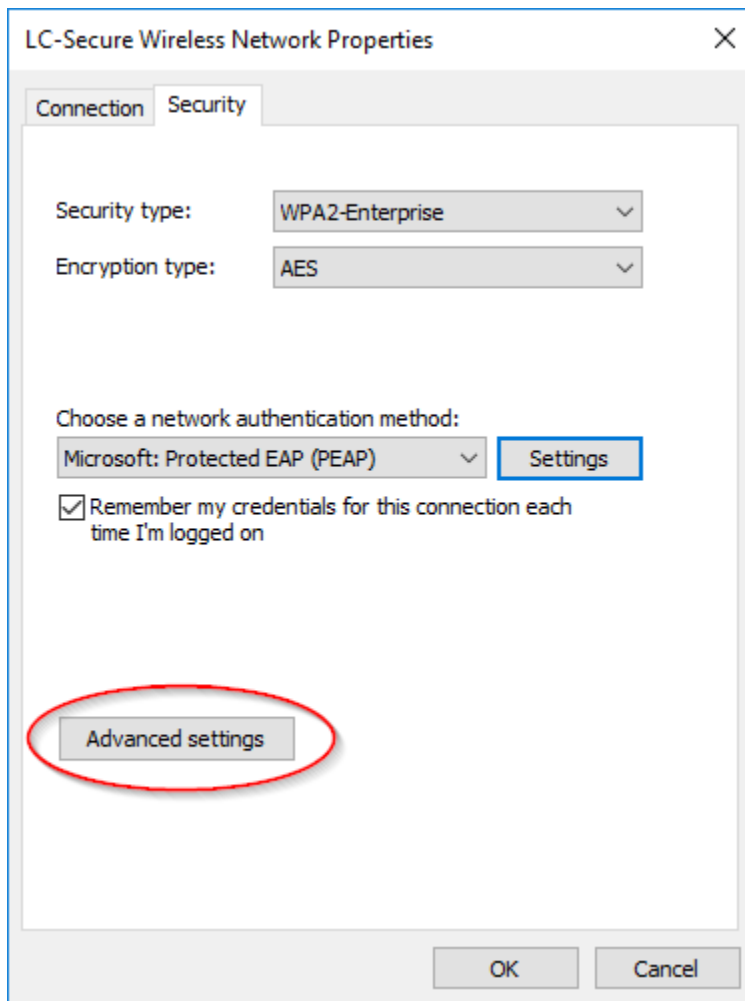 LC-Secure Wireless Network Properties
Connection Security
Security type: WPA2-Enterprise
Encryption type: AES
Choose a network authentication method:
Microsoft: Protected EAP (PEAP) Settings
Remember my credentials for this connection each
time I'm logged on
Advanced settings
OK Cancel